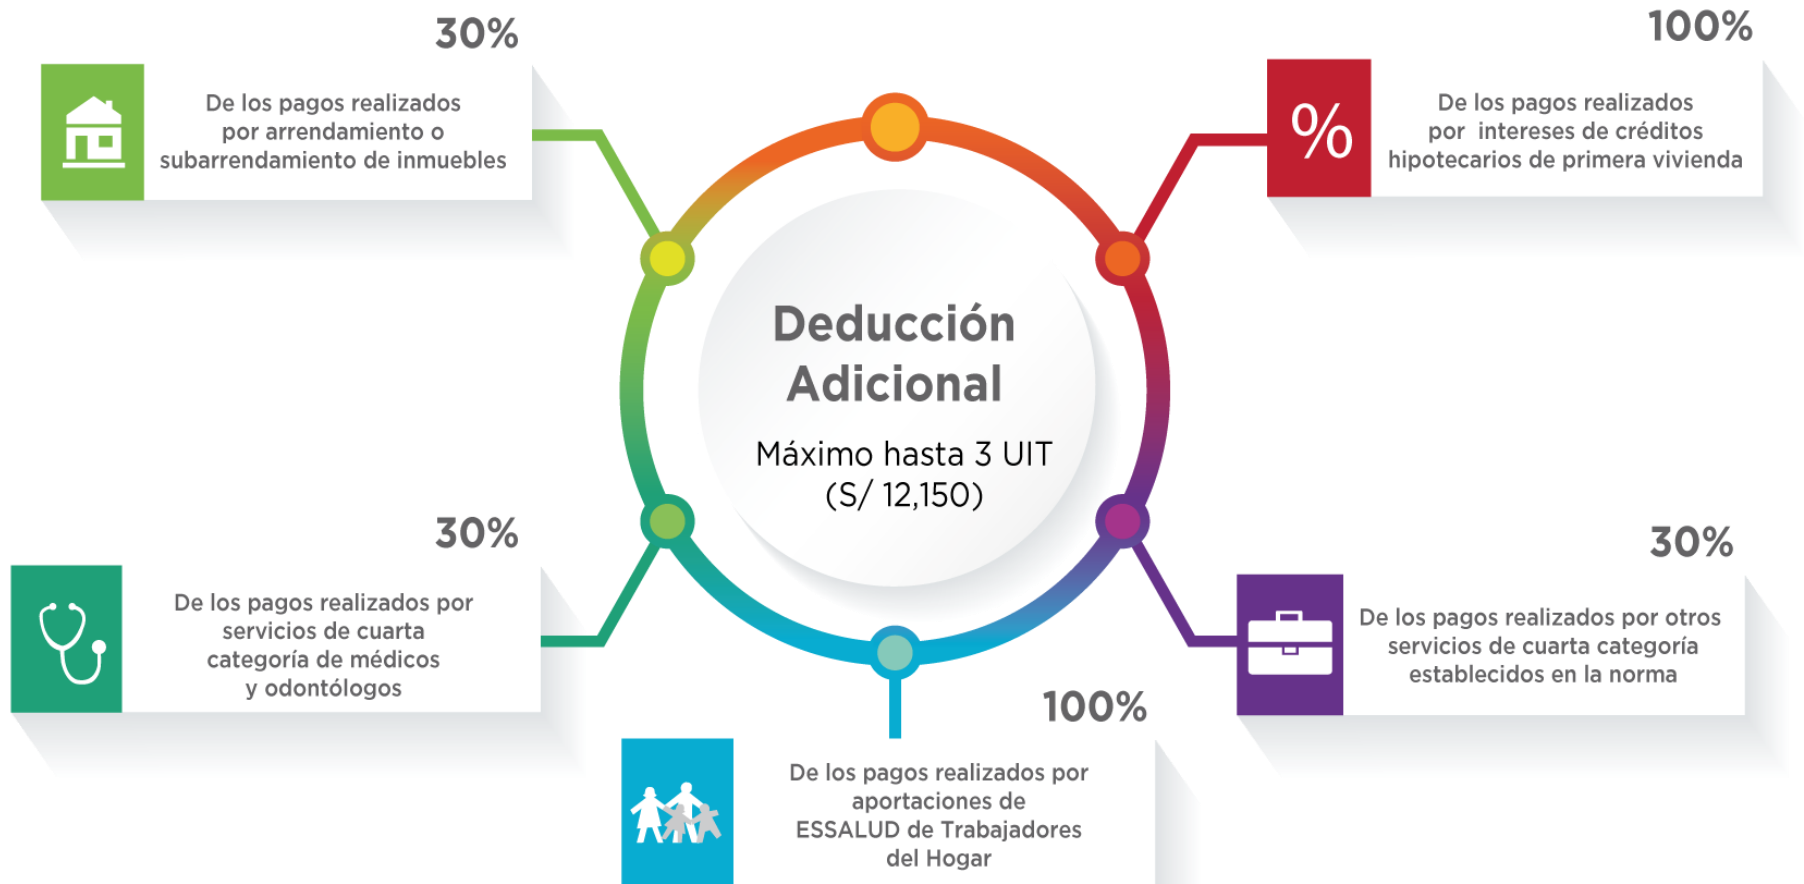 30%
De los pagos realizados
por arrendamiento o
subarrendamiento de inmuebles
100%
%
De los pagos realizados
por intereses de créditos
hipotecarios de primera vivienda
Deducción
Adicional
Máximo hasta 3 UIT
(S/ 12,150)
30%
De los pagos realizados por
servicios de cuarta
categoría de médicos
y odontólogos
30%
De los pagos realizados por otros
servicios de cuarta categoría
establecidos en la norma
100%
De los pagos realizados por
aportaciones de
ESSALUD de Trabajadores
del Hogar